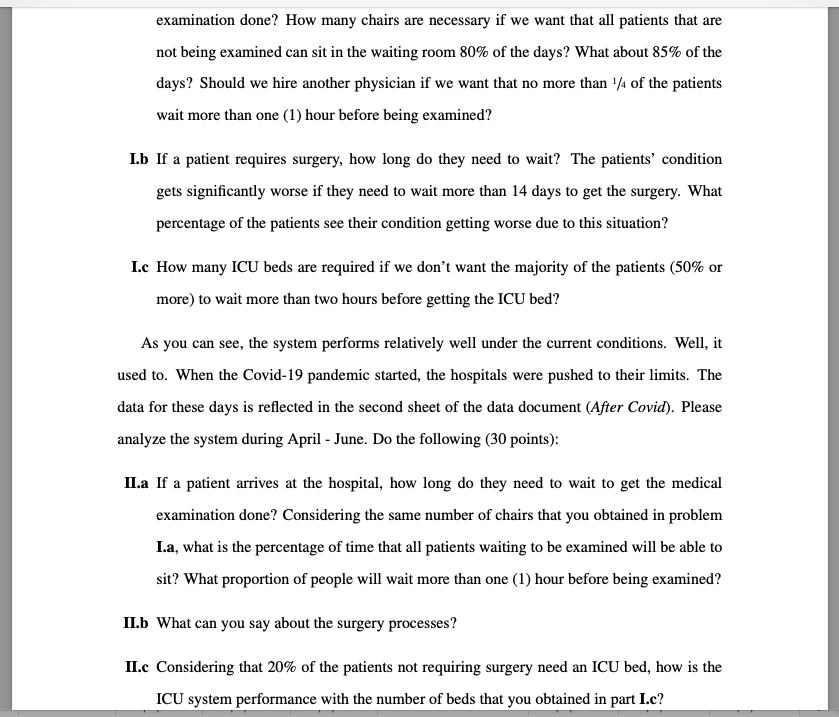 examination done? How many chairs are necessary if we want that all patients that are
not being examined can sit in the waiting room 80% of the days? What about 85% of the
days? Should we hire another physician if we want that no more than 1/4 of the patients
wait more than one (1) hour before being examined?
I.b If a patient requires surgery, how long do they need to wait? The patients' condition
gets significantly worse if they need to wait more than 14 days to get the surgery. What
percentage of the patients see their condition getting worse due to this situation?
I.c How many ICU beds are required if we don't want the majority of the patients (50% or
more) to wait more than two hours before getting the ICU bed?
As you can see, the system performs relatively well under the current conditions. Well, it
used to. When the Covid-19 pandemic started, the hospitals were pushed to their limits. The
data for these days is reflected in the second sheet of the data document (After Covid). Please
analyze the system during April - June. Do the following (30 points):
II.a If a patient arrives at the hospital, how long do they need to wait to get the medical
examination done? Considering the same number of chairs that you obtained in problem
I.a, what is the percentage of time that all patients waiting to be examined will be able to
sit? What proportion of people will wait more than one (1) hour before being examined?
II.b What can you say about the surgery processes?
II.c Considering that 20% of the patients not requiring surgery need an ICU bed, how is the
ICU system performance with the number of beds that you obtained in part I.c?